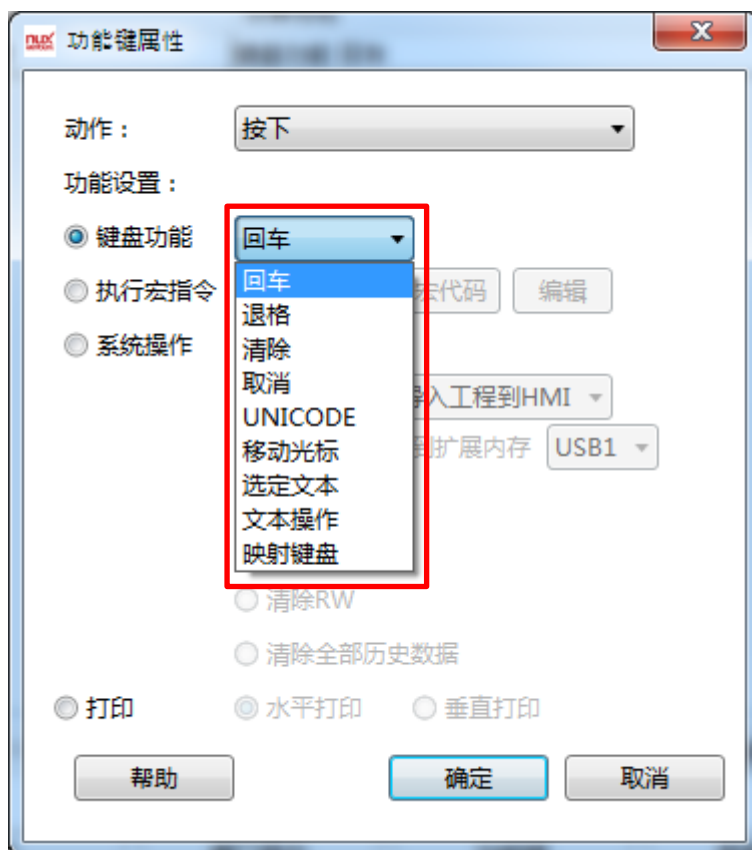 功能键属性
动作：
按下
功能设置：
键盘功能
回车
回车
执行宏指令
宏代码
编辑
退格
系统操作
清除
取消
入工程到HMI
UNICODE
移动光标
到扩展内存
USB1
选定文本
文本操作
映射键盘
清除RW
清除全部历史数据
打印
水平打印
垂直打印
帮助
确定
取消